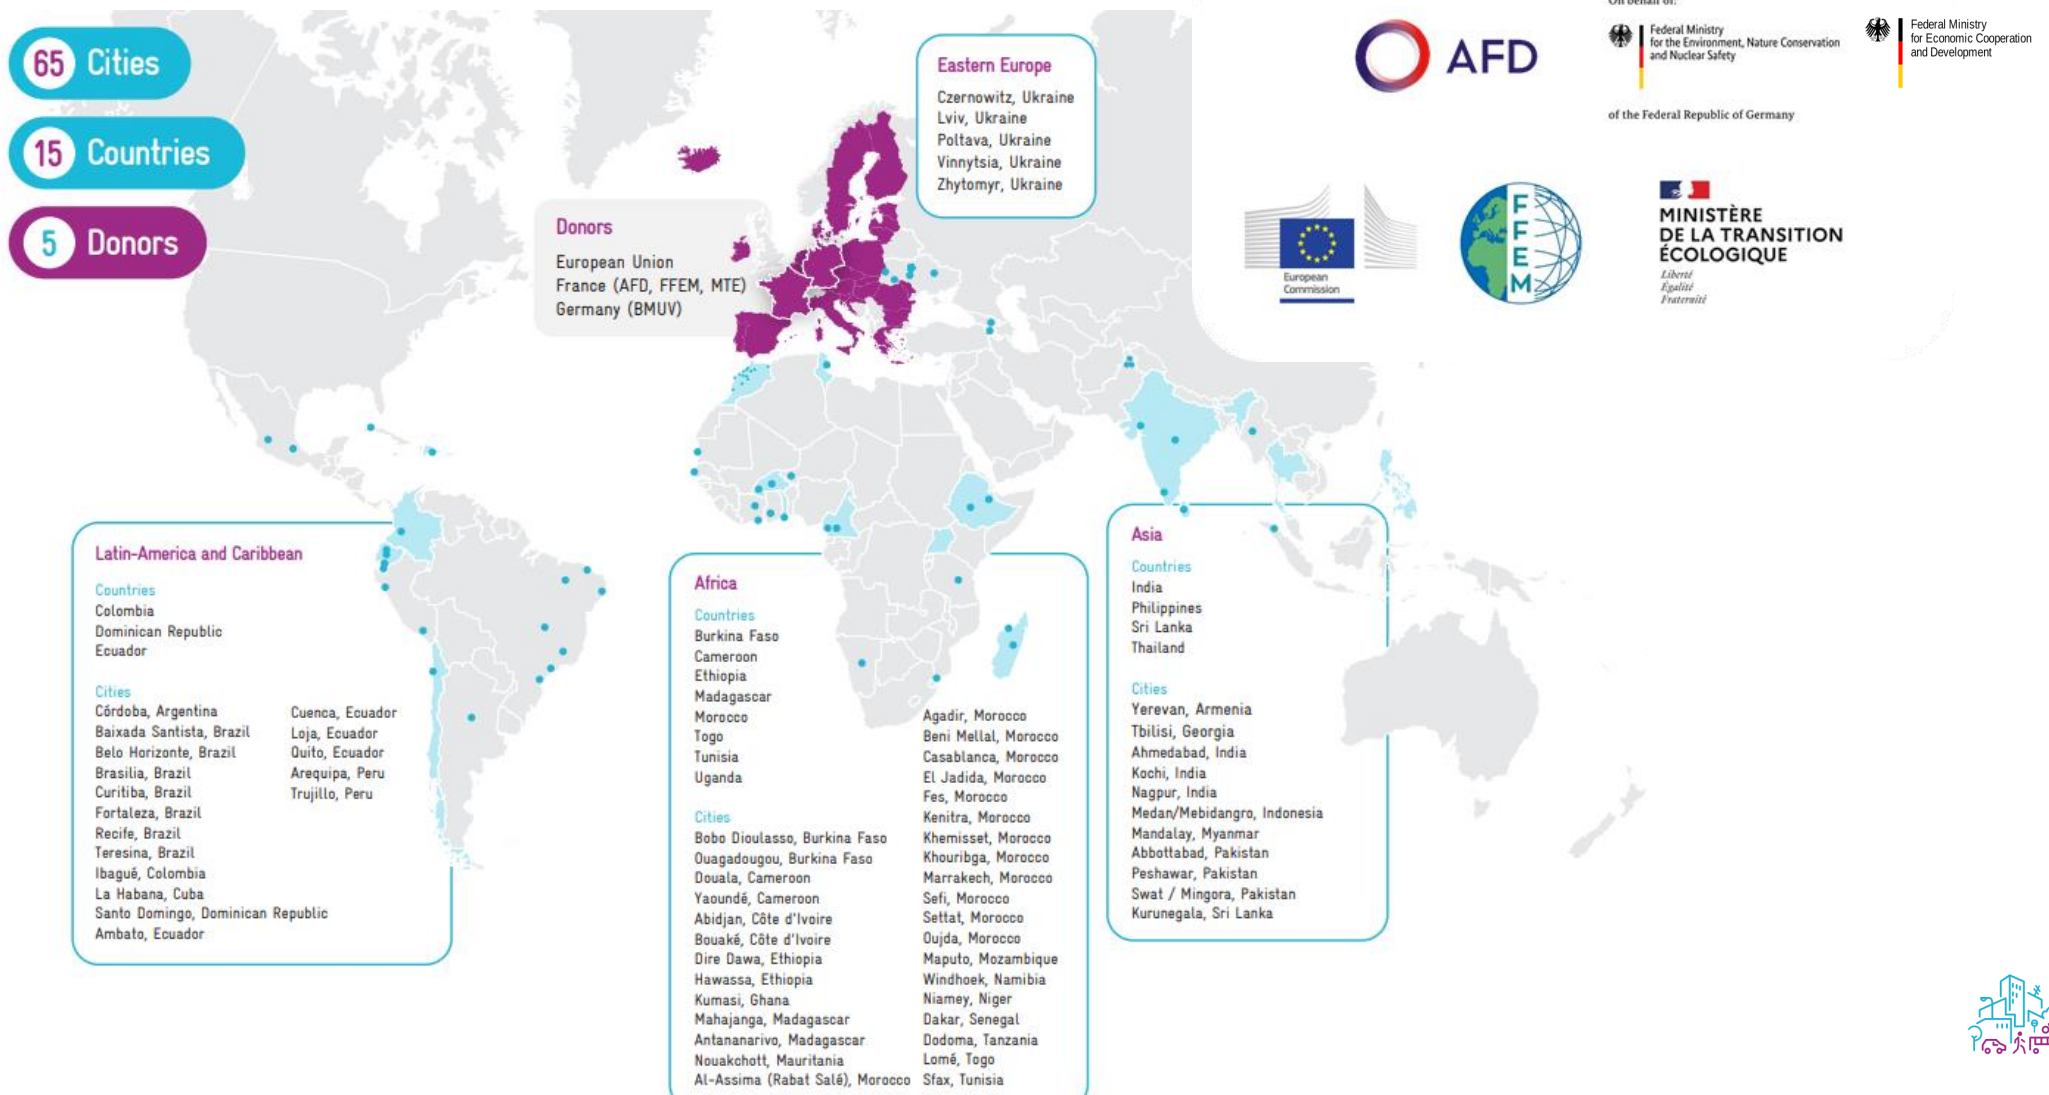 65 Cities
15 Countries
5 Donors
Donors
European Union
France (AFD, FFEM, MTE)
Germany (BMUV)
Eastern Europe
Czernowitz, Ukraine
Lviv, Ukraine
Poltava, Ukraine
Vinnytsia, Ukraine
Zhytomyr, Ukraine
AFD
On behalf of:
Federal Ministry
for the Environment, Nature Conservation
and Nuclear Safety
of the Federal Republic of Germany
Federal Ministry
for Economic Cooperation
and Development
European
Commission
F
F
E
M
MINISTÈRE
DE LA TRANSITION
ÉCOLOGIQUE
Liberté
Égalité
Fraternité
Latin-America and Caribbean
Countries
Colombia
Dominican Republic
Ecuador
Cities
Córdoba, Argentina
Baixada Santista, Brazil
Belo Horizonte, Brazil
Brasilia, Brazil
Curitiba, Brazil
Fortaleza, Brazil
Recife, Brazil
Teresina, Brazil
Ibagué, Colombia
La Habana, Cuba
Santo Domingo, Dominican Republic
Ambato, Ecuador
Cuenca, Ecuador
Loja, Ecuador
Quito, Ecuador
Arequipa, Peru
Trujillo, Peru
Africa
Countries
Burkina Faso
Cameroon
Ethiopia
Madagascar
Morocco
Togo
Tunisia
Uganda
Cities
Bobo Dioulasso, Burkina Faso
Ouagadougou, Burkina Faso
Douala, Cameroon
Yaoundé, Cameroon
Abidjan, Côte d'Ivoire
Bouaké, Côte d'Ivoire
Dire Dawa, Ethiopia
Hawassa, Ethiopia
Kumasi, Ghana
Mahajanga, Madagascar
Antananarivo, Madagascar
Nouakchott, Mauritania
Al-Assima (Rabat Salé), Morocco
Agadir, Morocco
Beni Mellal, Morocco
Casablanca, Morocco
El Jadida, Morocco
Fes, Morocco
Kenitra, Morocco
Khemisset, Morocco
Khouribga, Morocco
Marrakech, Morocco
Sefi, Morocco
Settat, Morocco
Oujda, Morocco
Maputo, Mozambique
Windhoek, Namibia
Niamey, Niger
Dakar, Senegal
Dodoma, Tanzania
Lomé, Togo
Sfax, Tunisia
Asia
Countries
India
Philippines
Sri Lanka
Thailand
Cities
Yerevan, Armenia
Tbilisi, Georgia
Ahmedabad, India
Kochi, India
Nagpur, India
Medan/Mebidangro, Indonesia
Mandalay, Myanmar
Abbottabad, Pakistan
Peshawar, Pakistan
Swat / Mingora, Pakistan
Kurunegala, Sri Lanka